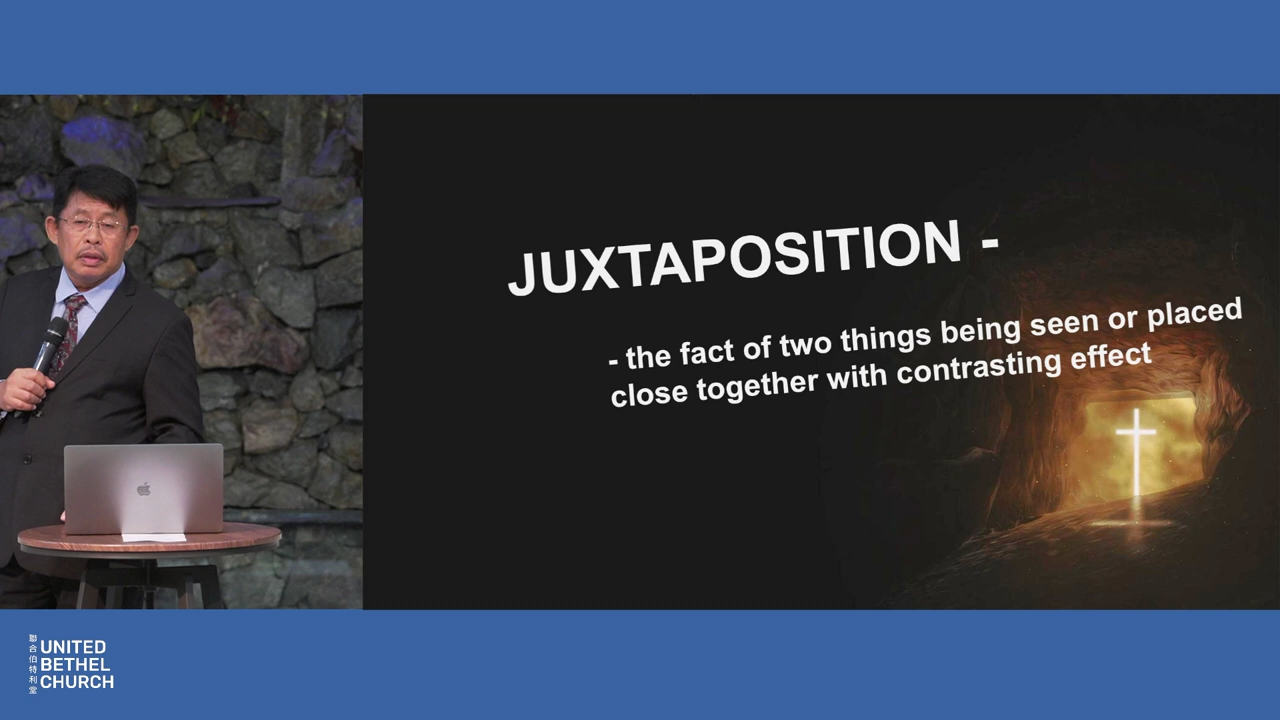 JUXTAPOSITION -
- the fact of two things being seen or placed
close together with contrasting effect
聯合伯特利堂
UNITED
BETHEL
CHURCH